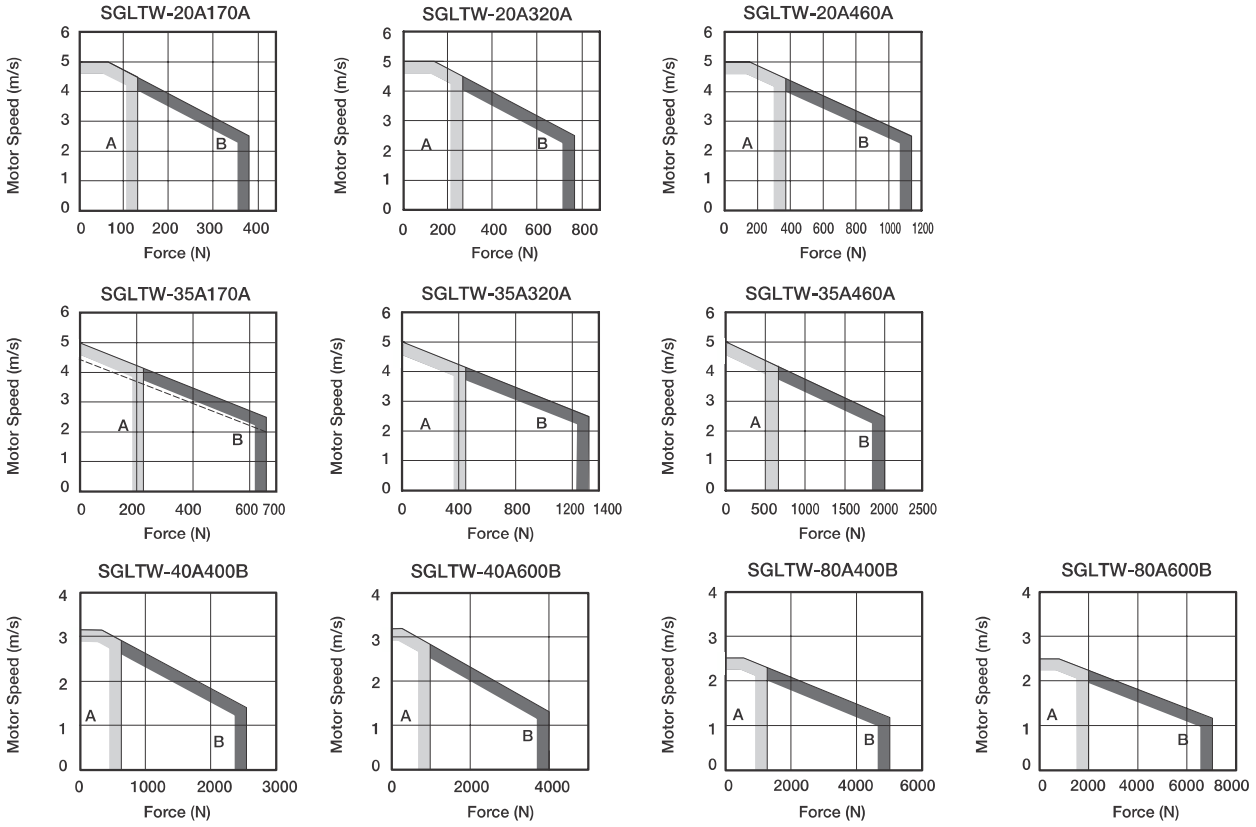 SGLTW-20A170A
Motor Speed (m/s)
6
5
4
3
2
1
0
A
B
0 100 200 300 400
Force (N)
SGLTW-20A320A
Motor Speed (m/s)
6
5
4
3
2
1
0
A
B
0 200 400 600 800
Force (N)
SGLTW-20A460A
Motor Speed (m/s)
6
5
4
3
2
1
0
A
B
0 200 400 600 800 1000 1200
Force (N)
SGLTW-35A170A
Motor Speed (m/s)
6
5
4
3
2
1
0
A
B
0 200 400 600 700
Force (N)
SGLTW-35A320A
Motor Speed (m/s)
6
5
4
3
2
1
0
A
B
0 400 800 1200 1400
Force (N)
SGLTW-35A460A
Motor Speed (m/s)
6
5
4
3
2
1
0
A
B
0 500 1000 1500 2000 2500
Force (N)
SGLTW-40A400B
Motor Speed (m/s)
4
3
2
1
0
A
B
0 1000 2000 3000
Force (N)
SGLTW-40A600B
Motor Speed (m/s)
4
3
2
1
0
A
B
0 2000 4000
Force (N)
SGLTW-80A400B
Motor Speed (m/s)
4
3
2
1
0
A
B
0 2000 4000 6000
Force (N)
SGLTW-80A600B
Motor Speed (m/s)
4
3
2
1
0
A
B
0 2000 4000 6000 8000
Force (N)